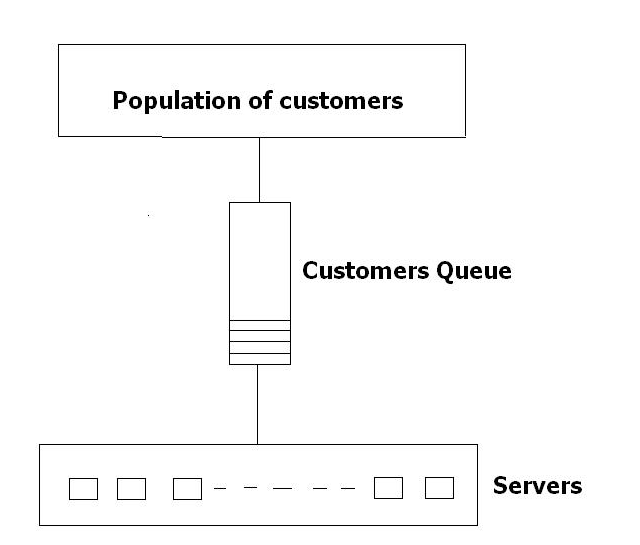 Population of customers
Customers Queue
Servers